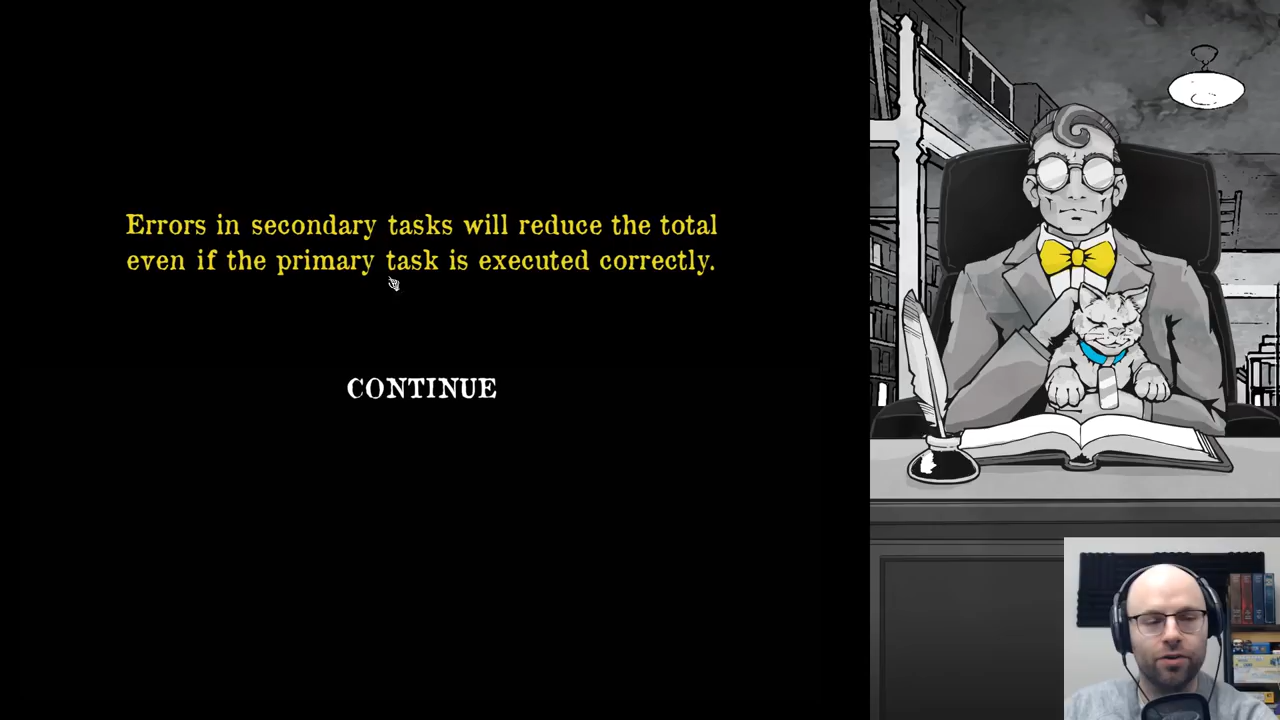 Errors in secondary tasks will reduce the total
even if the primary task is executed correctly.
CONTINUE